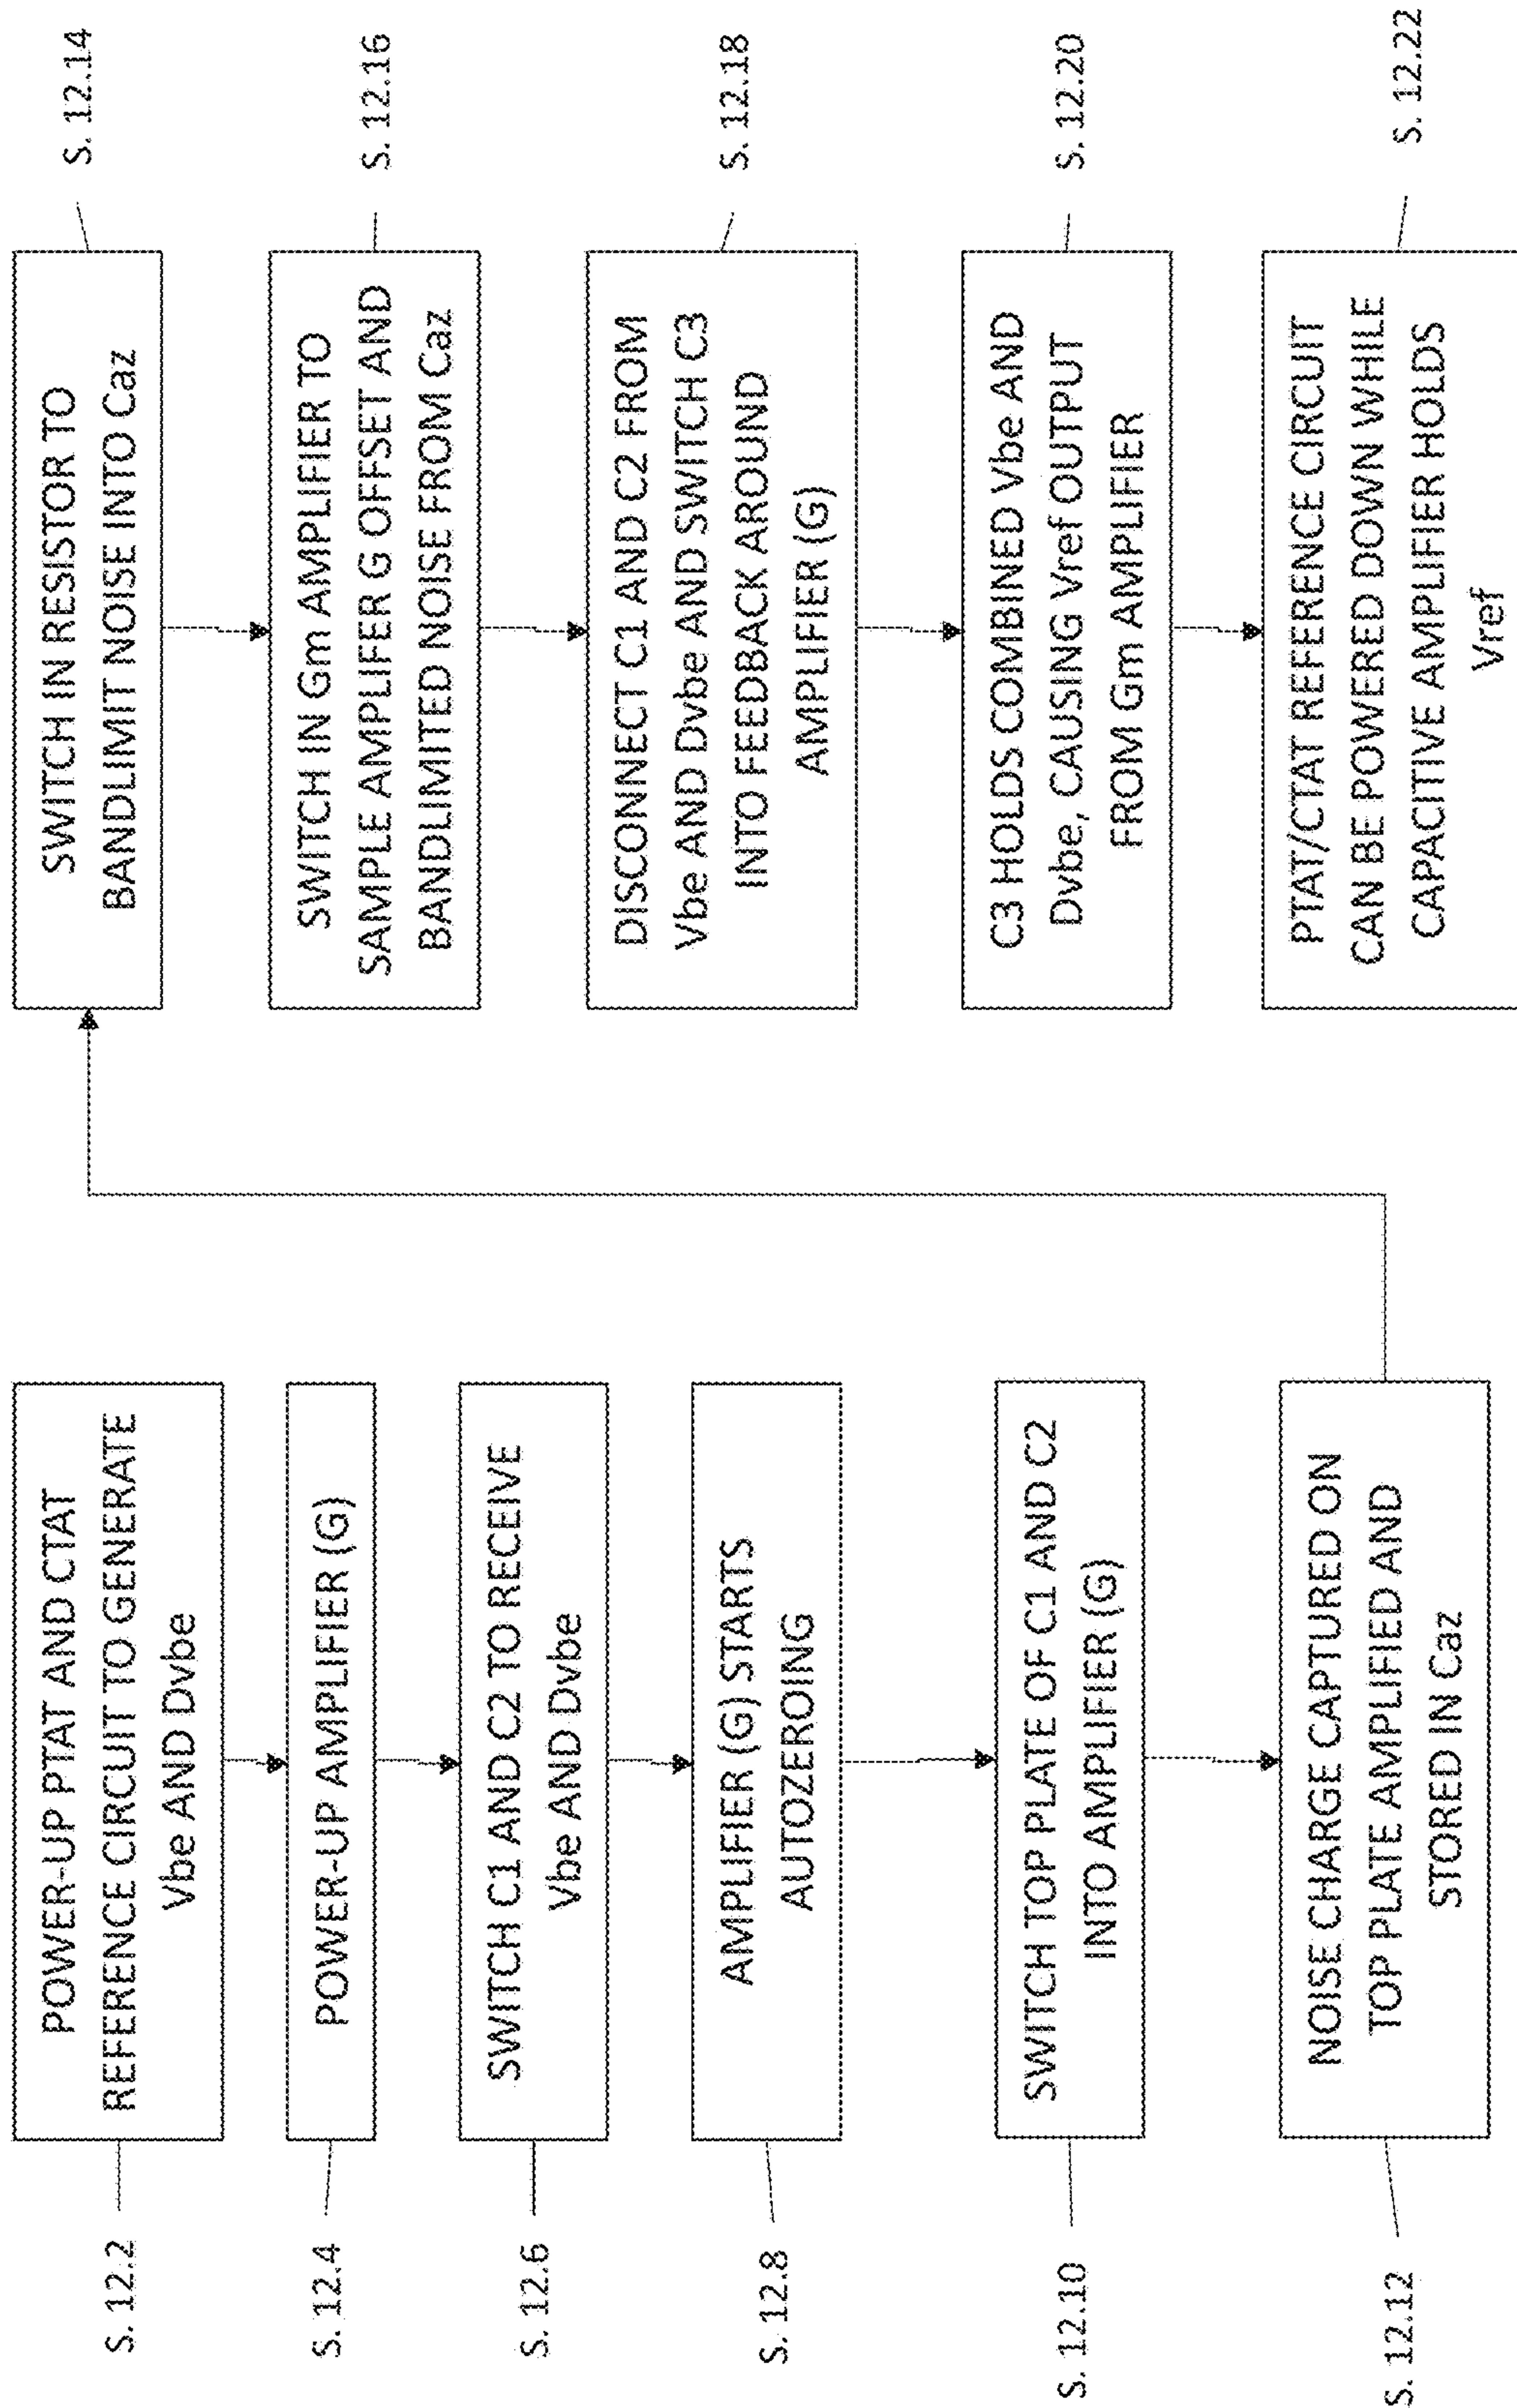 S. 12.2
POWER-UP PTAT AND CTAT
REFERENCE CIRCUIT TO GENERATE
Vbe AND Dvbe
S. 12.4
POWER-UP AMPLIFIER (G)
S. 12.6
SWITCH C1 AND C2 TO RECEIVE
Vbe AND Dvbe
S. 12.8
AMPLIFIER (G) STARTS
AUTOZEROING
S. 12.10
SWITCH TOP PLATE OF C1 AND C2
INTO AMPLIFIER (G)
S. 12.12
NOISE CHARGE CAPTURED ON
TOP PLATE AMPLIFIED AND
STORED IN Caz
SWITCH IN RESISTOR TO
BANDLIMIT NOISE INTO Caz
S. 12.14
SWITCH IN Gm AMPLIFIER TO
SAMPLE AMPLIFER G OFFSET AND
BANDLIMITED NOISE FROM Caz
S. 12.16
DISCONNECT C1 AND C2 FROM
Vbe AND Dvbe AND SWITCH C3
INTO FEEDBACK AROUND
AMPLIFIER (G)
S. 12.18
C3 HOLDS COMBINED Vbe AND
Dvbe, CAUSING Vref OUTPUT
FROM Gm AMPLIFIER
S. 12.20
PTAT/CTAT REFERENCE CIRCUIT
CAN BE POWERED DOWN WHILE
CAPACITIVE AMPLIFIER HOLDS
Vref
S. 12.22